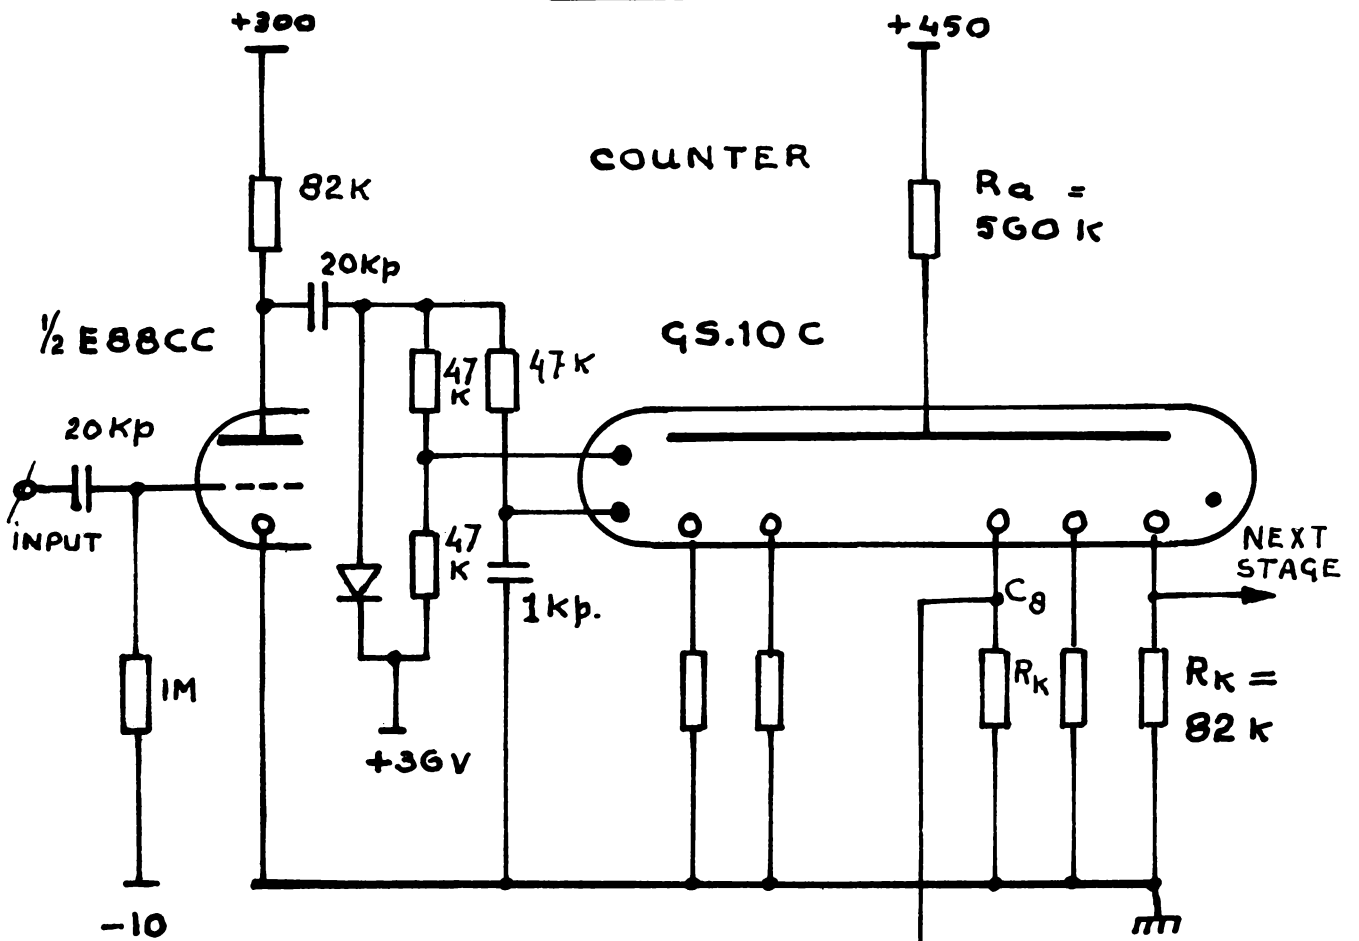 +300
+450
COUNTER
82K
Ra =
560 K
20Kp
1/2 E88CC
GS.10C
47
K
47K
20Kp
INPUT
47
K
1Kp.
C8
NEXT
STAGE
1M
RK
RK =
82 K
+36V
-10